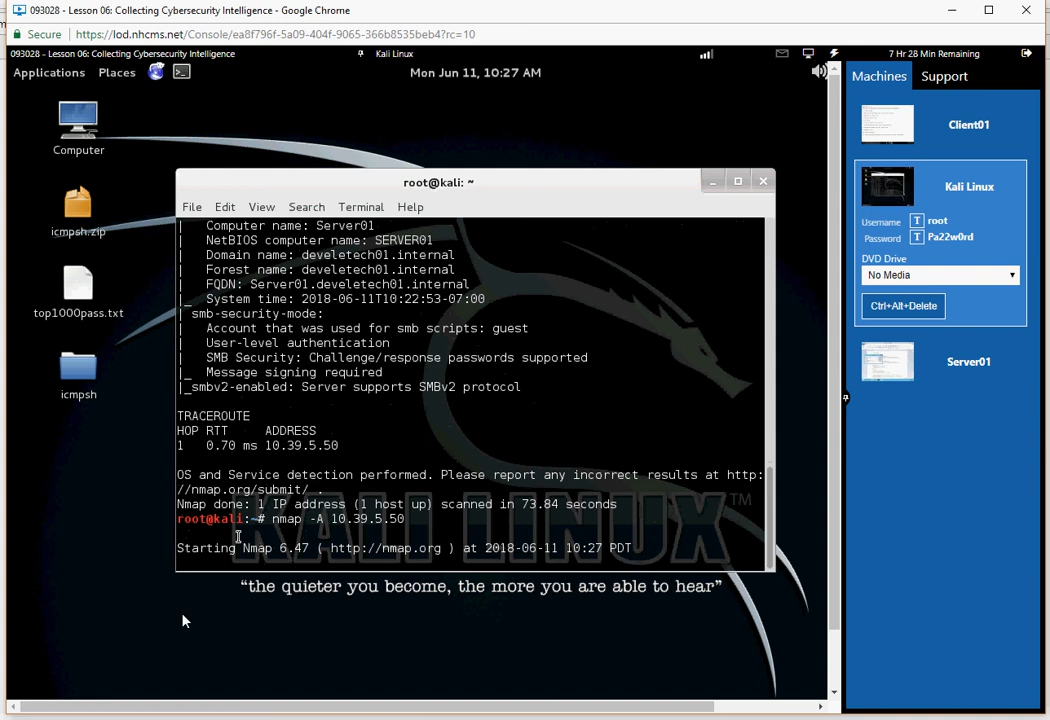 093028 - Lesson 06: Collecting Cybersecurity Intelligence - Google Chrome
Secure
https://lod.nhcms.net/Console/ea8f796f-5a09-404f-9065-366b8535beb4?rc=10
093028 - Lesson 06: Collecting Cybersecurity Intelligence
Kali Linux
7 Hr 28 Min Remaining
Applications Places
Mon Jun 11, 10:27 AM
Machines Support
Computer
icmpsh.zip
top1000pass.txt
icmpsh
root@kali: ~
File Edit View Search Terminal Help
| Computer name: Server01
| NetBIOS computer name: SERVER01
| Domain name: develetech01.internal
| Forest name: develetech01.internal
| FQDN: Server01.develetech01.internal
|_ System time: 2018-06-11T10:22:53-07:00
| smb-security-mode:
| Account that was used for smb scripts: guest
| User-level authentication
| SMB Security: Challenge/response passwords supported
|_ Message signing required
|_smbv2-enabled: Server supports SMBv2 protocol
TRACEROUTE
HOP RTT ADDRESS
1 0.70 ms 10.39.5.50
OS and Service detection performed. Please report any incorrect results at http:
//nmap.org/submit/ .
Nmap done: 1 IP address (1 host up) scanned in 73.84 seconds
root@kali:~# nmap -A 10.39.5.50
Starting Nmap 6.47 ( http://nmap.org ) at 2018-06-11 10:27 PDT
KALI LINUX ™
“the quieter you become, the more you are able to hear”
Client01
Kali Linux
Username T root
Password T Pa22w0rd
DVD Drive
No Media
Ctrl+Alt+Delete
Server01